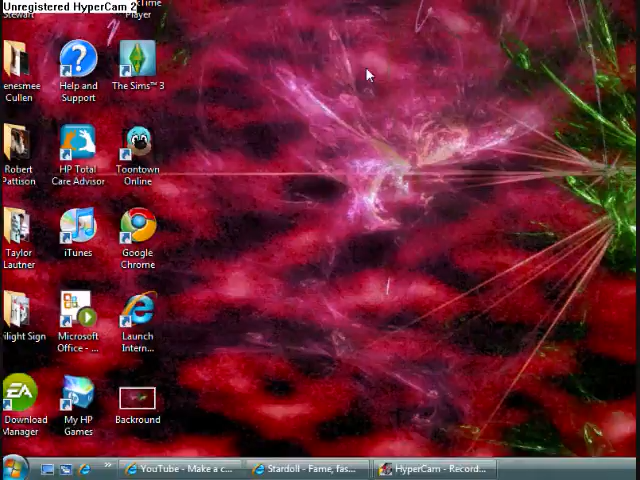 Unregistered HyperCam 2
Stewart
Time
Player
enesmee
Cullen
Help and
Support
The Sims™ 3
Robert
Pattison
HP Total
Care Advisor
Toontown
Online
Taylor
Lautner
iTunes
Google
Chrome
ilight Sign
Microsoft
Office - ...
Launch
Intern...
EA
Download
Manager
My HP
Games
Backround
YouTube - Make a c...
Stardoll - Fame, fas...
HyperCam - Record...